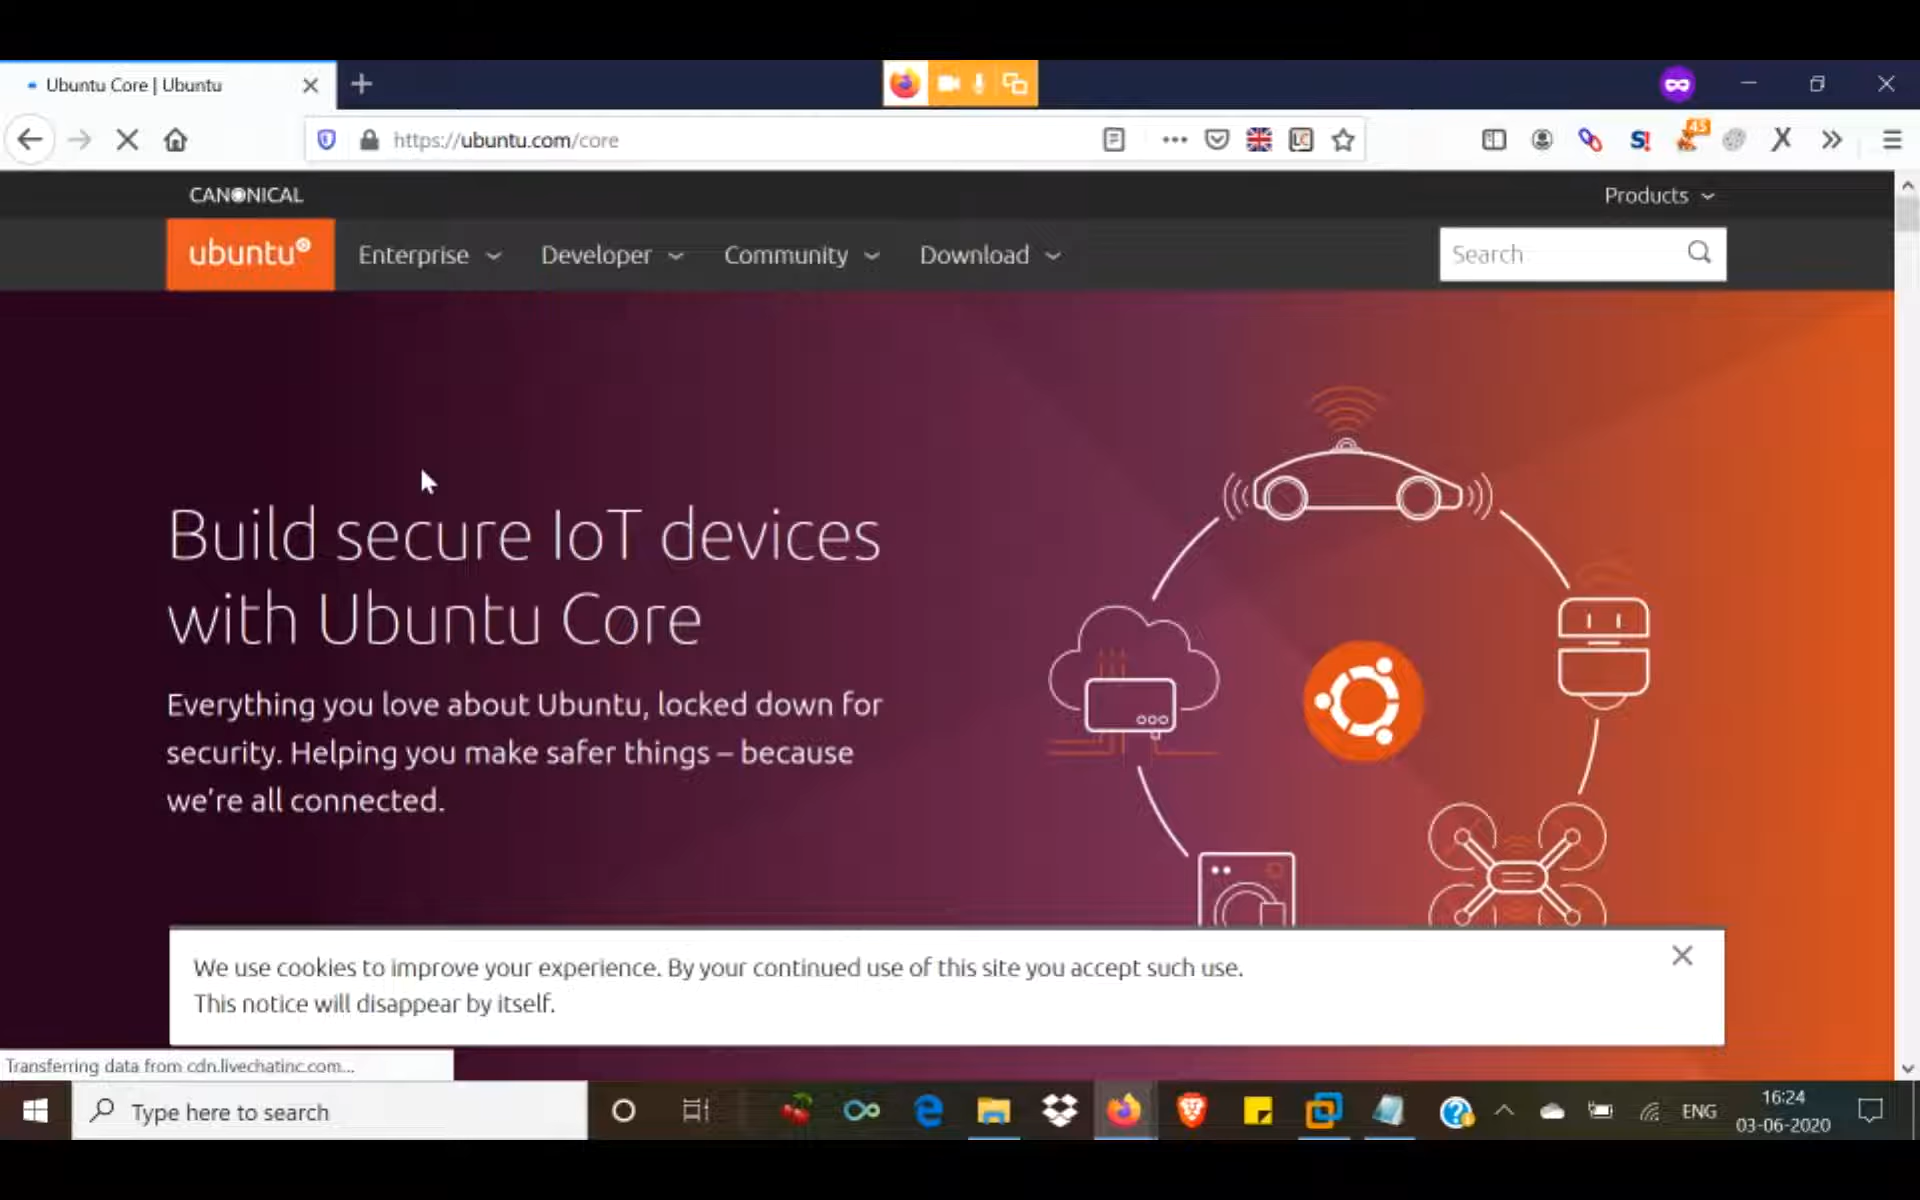 Ubuntu Core | Ubuntu
https://ubuntu.com/core
45
CANONICAL
Products
ubuntu
Enterprise
Developer
Community
Download
Search
Build secure IoT devices
with Ubuntu Core
Everything you love about Ubuntu, locked down for
security. Helping you make safer things – because
we're all connected.
We use cookies to improve your experience. By your continued use of this site you accept such use.
This notice will disappear by itself.
Transferring data from cdn.livechatinc.com...
Type here to search
ENG
16:24
03-06-2020